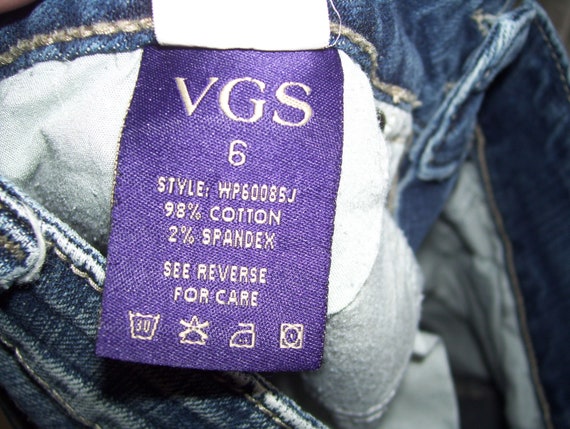 VGS
6
STYLE: WP60085J
98% COTTON
2% SPANDEX
SEE REVERSE
FOR CARE
30